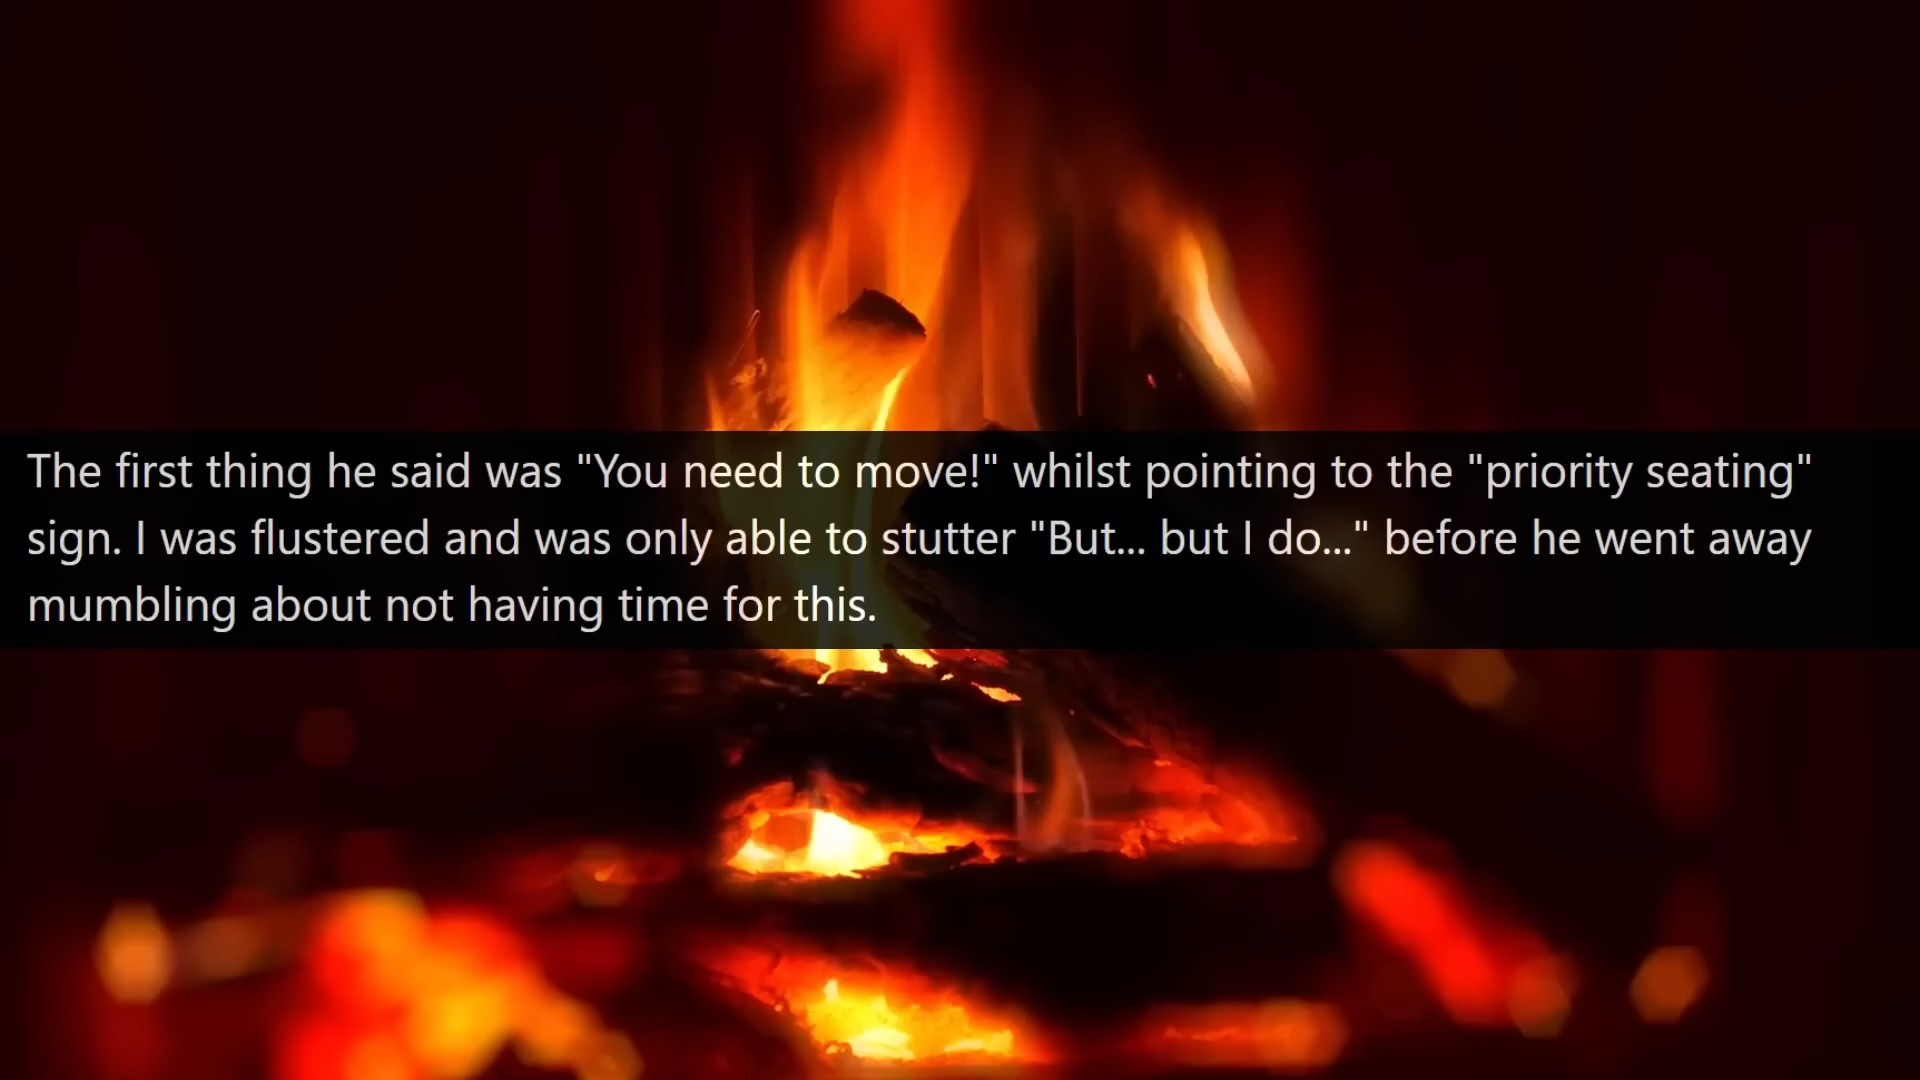 The first thing he said was "You need to move!" whilst pointing to the "priority seating"
sign. I was flustered and was only able to stutter "But... but I do..." before he went away
mumbling about not having time for this.